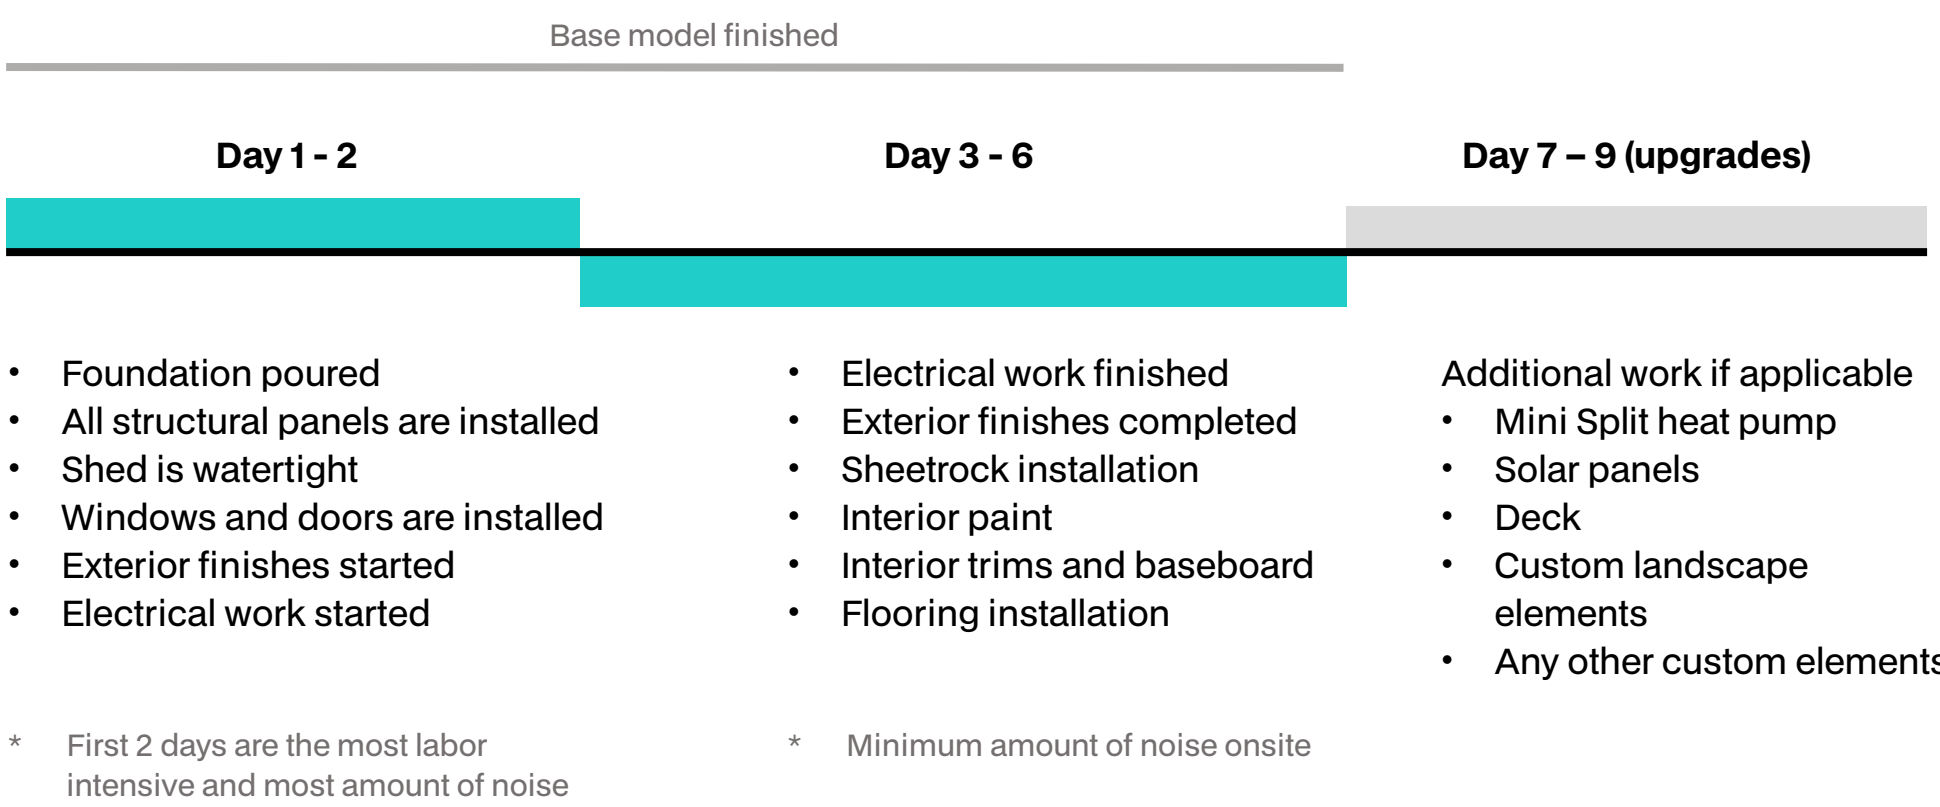 Base model finished
Day 1 - 2
Day 3 - 6
Day 7 – 9 (upgrades)
• Foundation poured
• All structural panels are installed
• Shed is watertight
• Windows and doors are installed
• Exterior finishes started
• Electrical work started
* First 2 days are the most labor
intensive and most amount of noise
• Electrical work finished
• Exterior finishes completed
• Sheetrock installation
• Interior paint
• Interior trims and baseboard
• Flooring installation
* Minimum amount of noise onsite
Additional work if applicable
• Mini Split heat pump
• Solar panels
• Deck
• Custom landscape
elements
• Any other custom elements